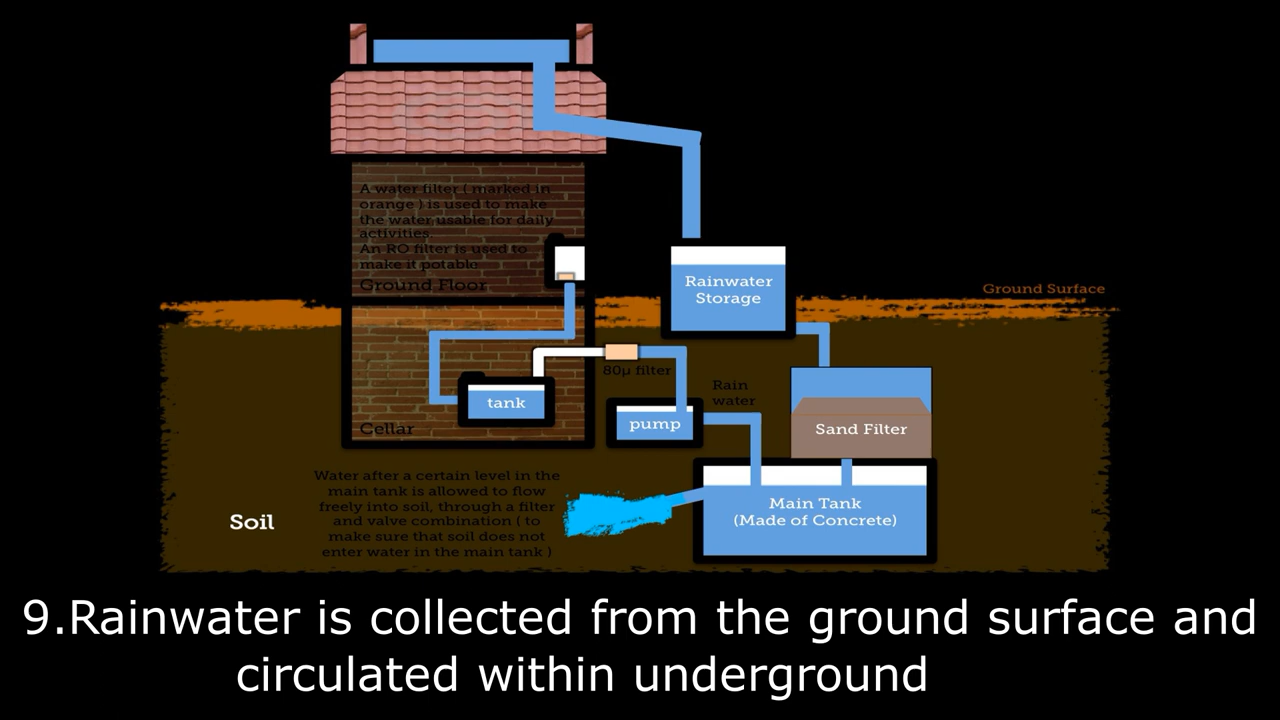 A water filter ( marked in
orange ) is used to make
the water usable for daily
activities.
An RO filter is used to
make it potable
Ground Floor
Rainwater
Storage
Ground Surface
80μ filter
Rain
water
tank
pump
Sand Filter
Cellar
Water after a certain level in the
main tank is allowed to flow
freely into soil, through a filter
and valve combination ( to
make sure that soil does not
enter water in the main tank )
Soil
Main Tank
(Made of Concrete)
9.Rainwater is collected from the ground surface and
circulated within underground